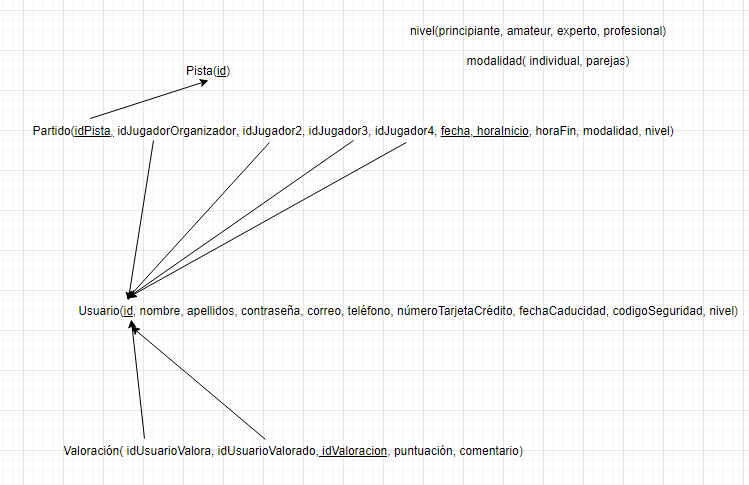 nivel(principiante, amateur, experto, profesional)
modalidad( individual, parejas)
Pista(id)
Partido(idPista, idJugadorOrganizador, idJugador2, idJugador3, idJugador4, fecha, horaInicio, horaFin, modalidad, nivel)
Usuario(id, nombre, apellidos, contraseña, correo, teléfono, númeroTarjetaCrédito, fechaCaducidad, codigoSeguridad, nivel)
Valoración( idUsuarioValora, idUsuarioValorado, idValoracion, puntuación, comentario)